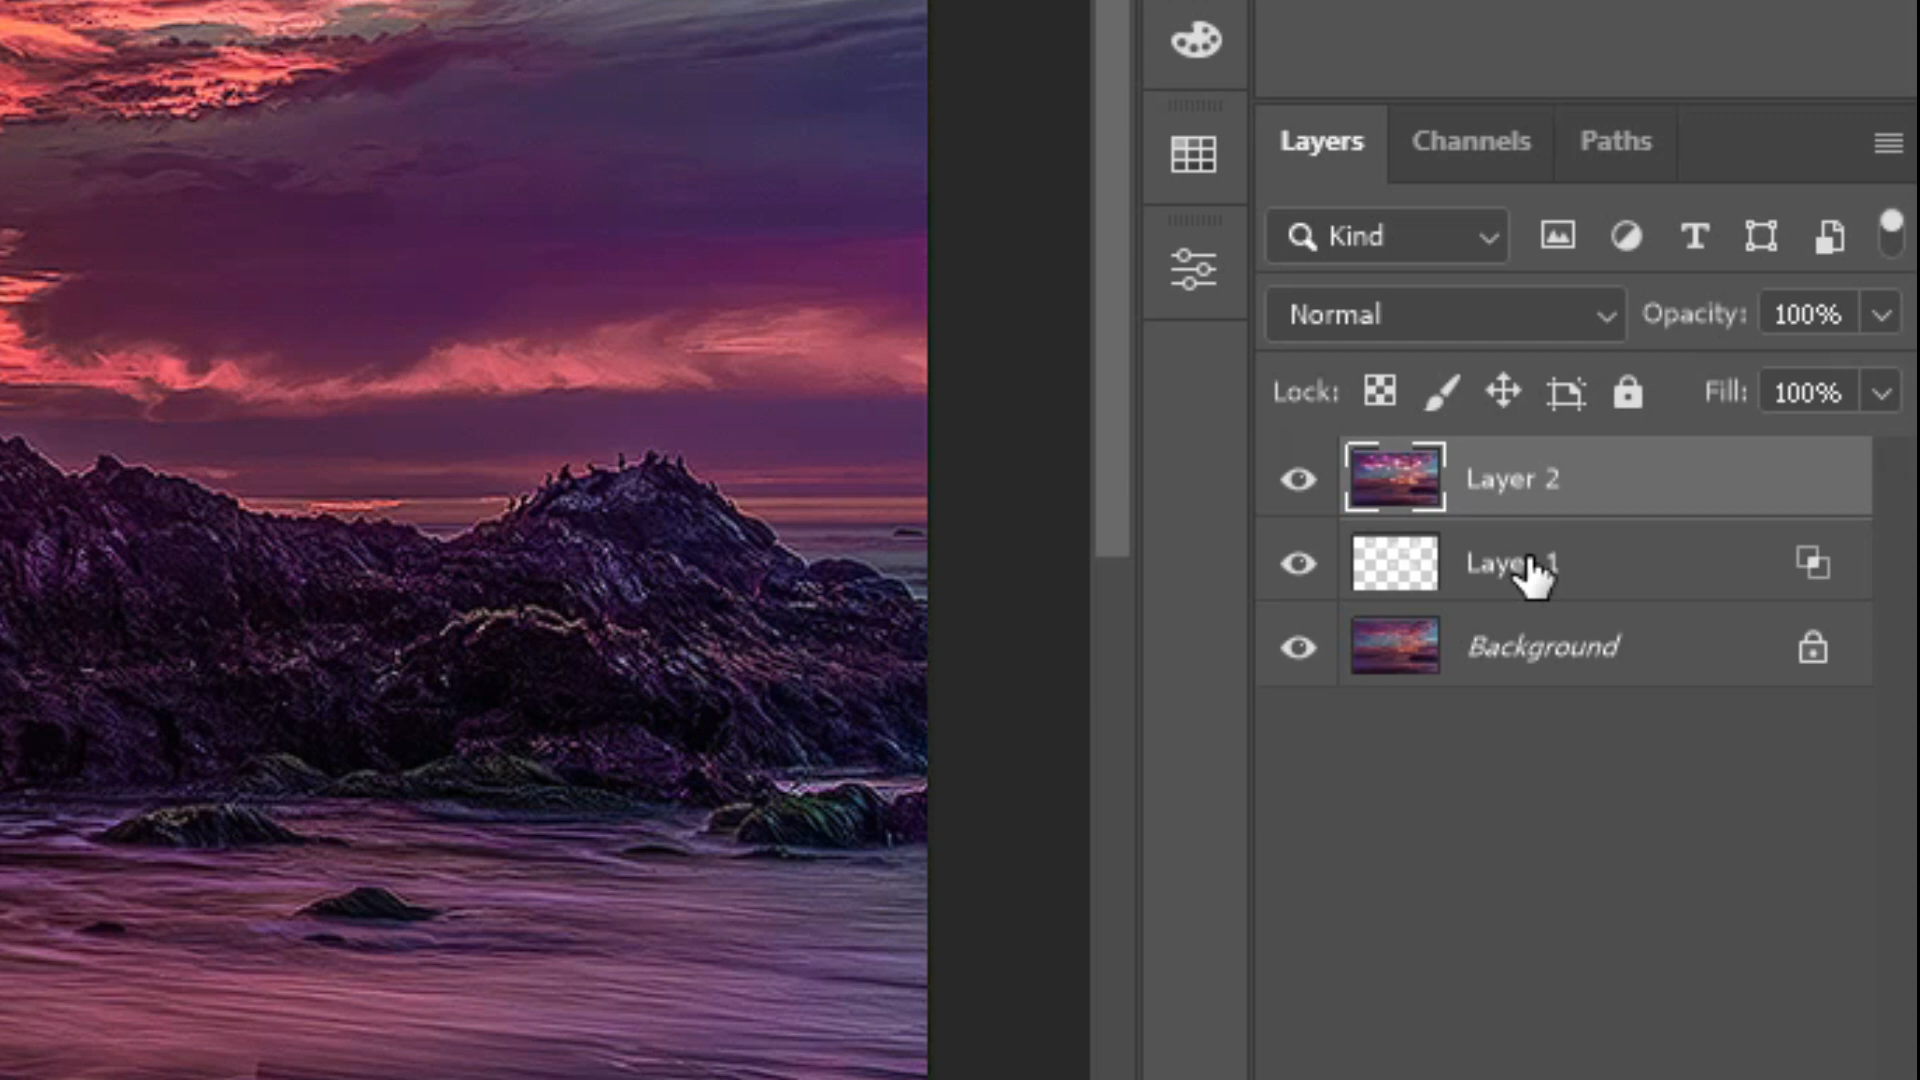 Layers Channels Paths
Kind
Normal Opacity: 100%
Lock: Fill: 100%
Layer 2
Layer 1
Background